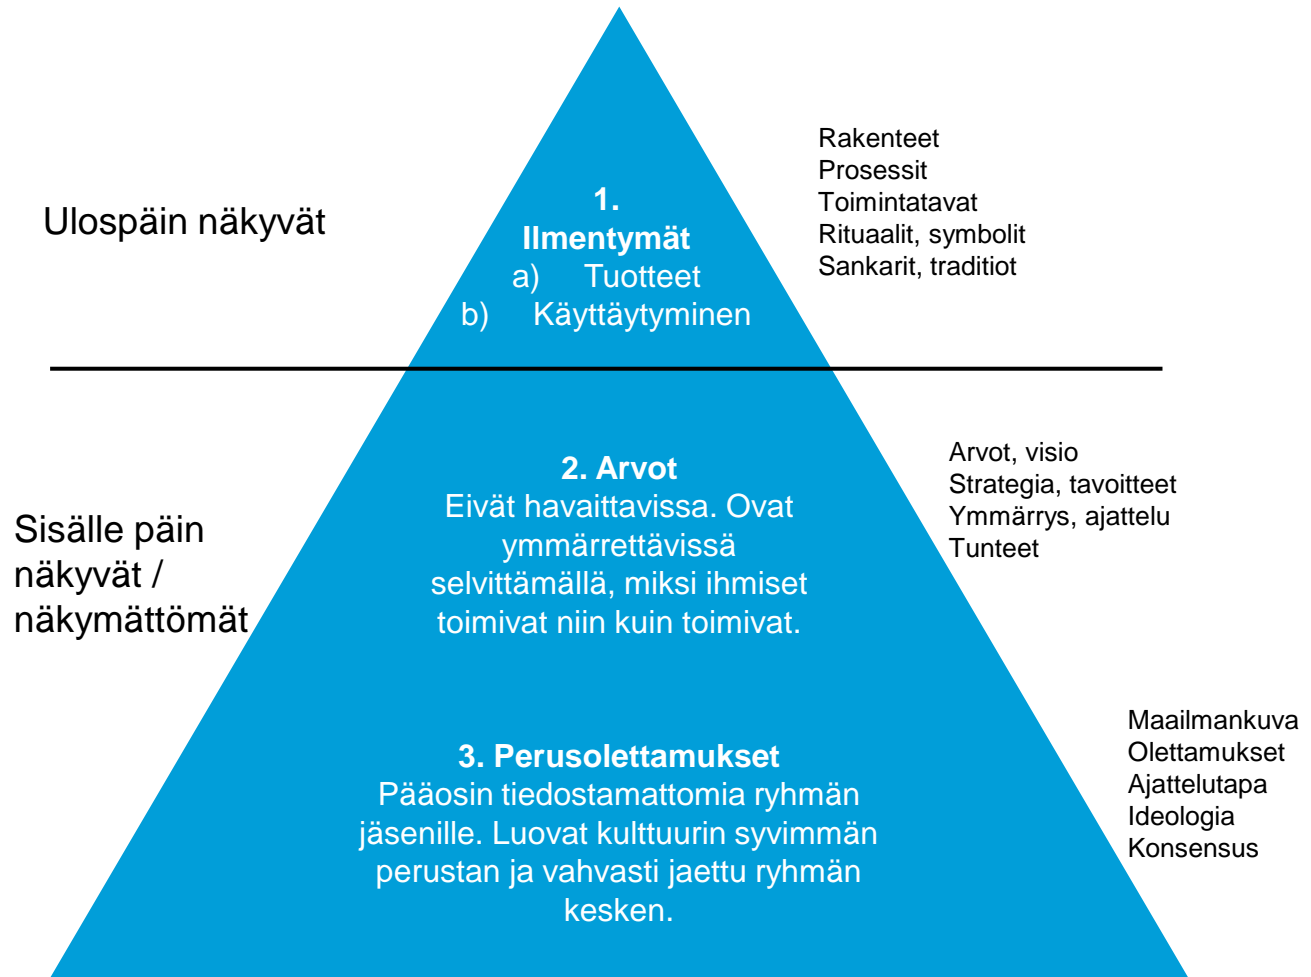 Ulospäin näkyvät
1.
Ilmentymät
a) Tuotteet
b) Käyttäytyminen
Rakenteet
Prosessit
Toimintatavat
Rituaalit, symbolit
Sankarit, traditiot
Sisälle päin
näkyvät /
näkymättömät
2. Arvot
Eivät havaittavissa. Ovat
ymmärrettävissä
selvittämällä, miksi ihmiset
toimivat niin kuin toimivat.
Arvot, visio
Strategia, tavoitteet
Ymmärrys, ajattelu
Tunteet
3. Perusolettamukset
Pääosin tiedostamattomia ryhmän
jäsenille. Luovat kulttuurin syvimmän
perustan ja vahvasti jaettu ryhmän
kesken.
Maailmankuva
Olettamukset
Ajattelutapa
Ideologia
Konsensus